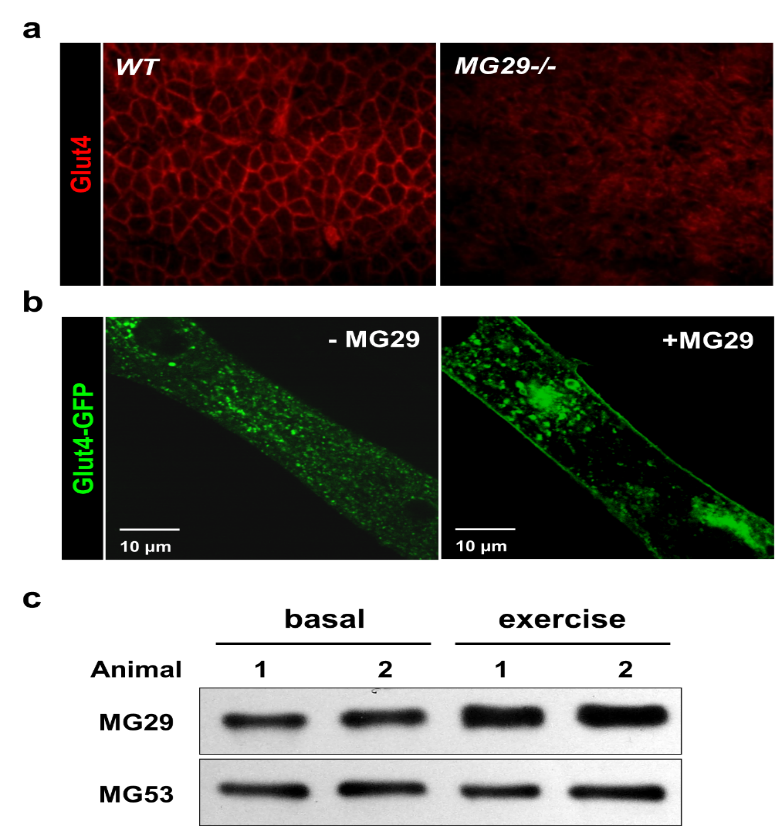 a
WT
MG29-/-
Glut4
b
- MG29
+MG29
Glut4-GFP
10 μm
10 μm
c
basal exercise
Animal 1 2 1 2
MG29
MG53